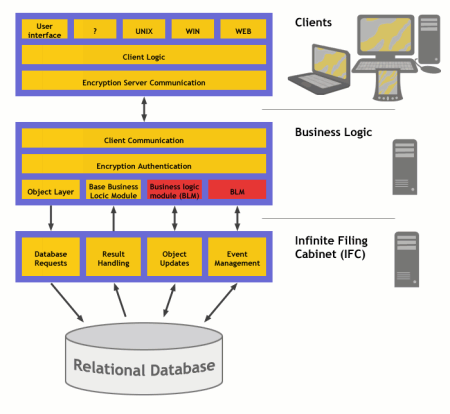 User interface
?
UNIX
WIN
WEB
Clients
Client Logic
Encryption Server Communication
Client Communication
Business Logic
Encryption Authentication
Object Layer
Base Business
Locic Module
Business logic
module (BLM)
BLM
Database
Requests
Result
Handling
Object
Updates
Event
Management
Infinite Filing
Cabinet (IFC)
Relational Database